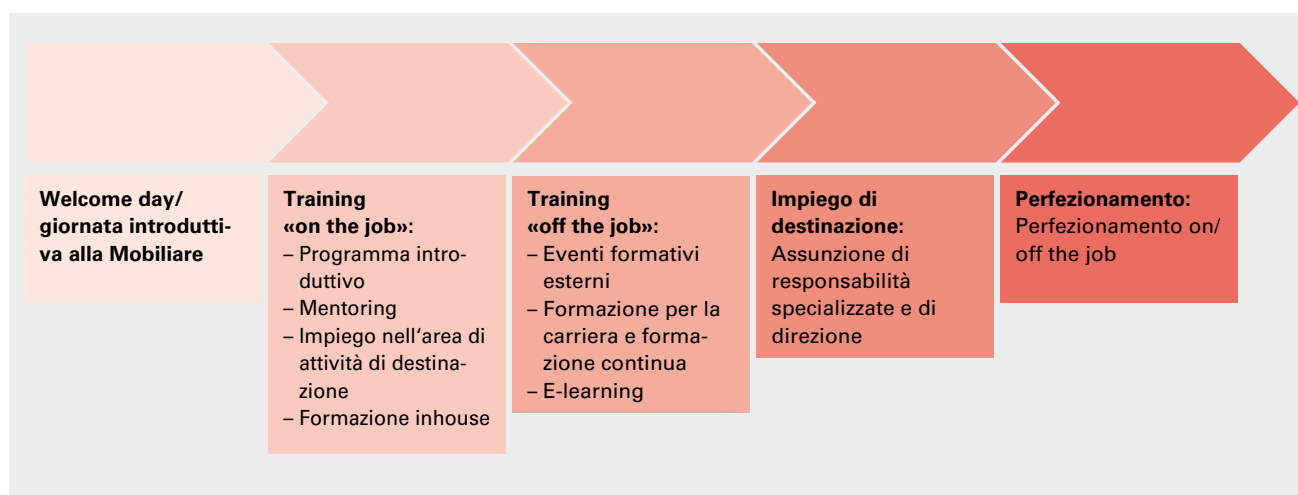 Welcome day/
giornata introdutti-
va alla Mobiliare
Training
«on the job»:
– Programma intro-
duttivo
– Mentoring
– Impiego nell‘area di
attività di destina-
zione
– Formazione inhouse
Training
«off the job»:
– Eventi formativi
esterni
– Formazione per la
carriera e forma-
zione continua
– E-learning
Impiego di
destinazione:
Assunzione di
responsabilità
specializzate e di
direzione
Perfezionamento:
Perfezionamento on/
off the job